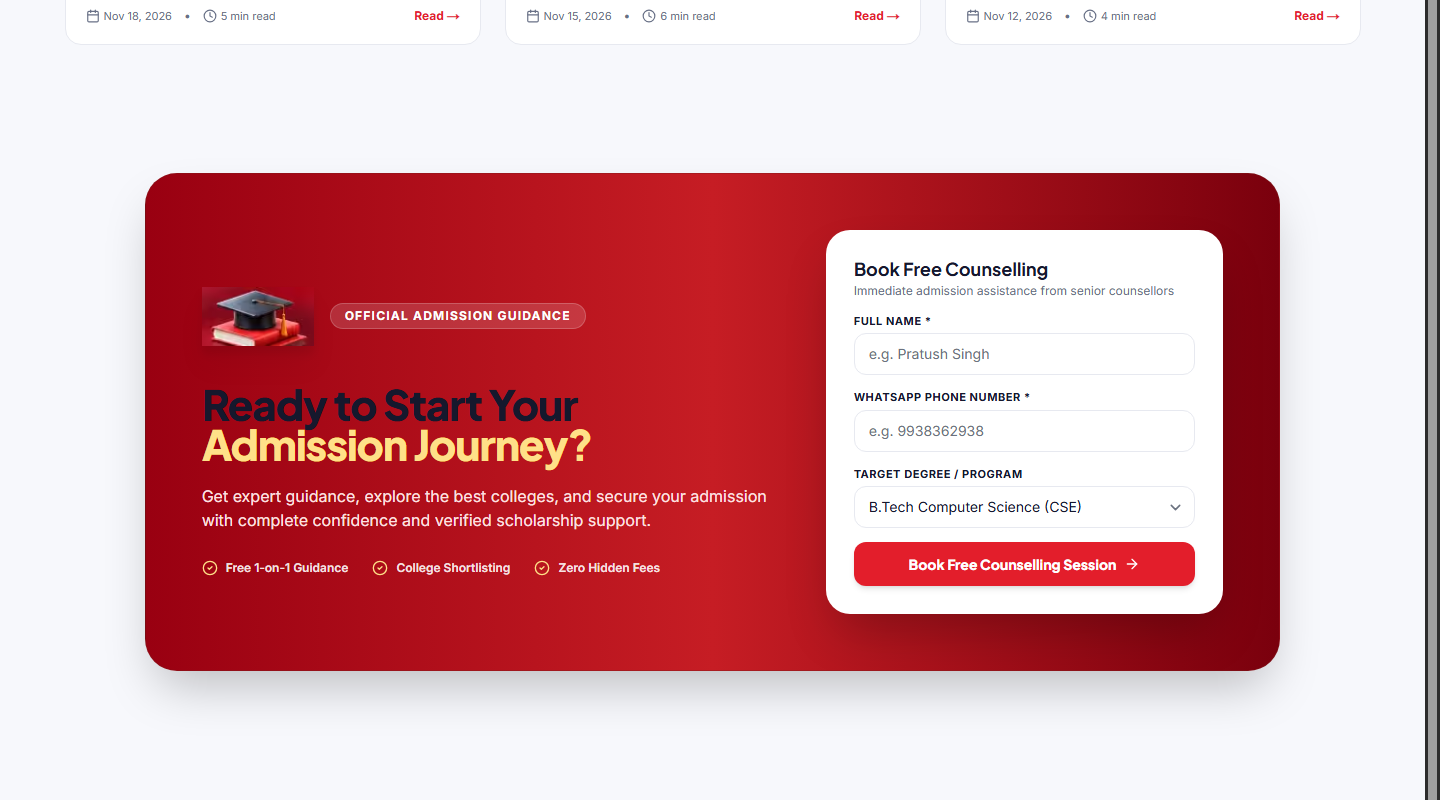 Nov 18, 2026 • 5 min read Read →
Nov 15, 2026 • 6 min read Read →
Nov 12, 2026 • 4 min read Read →
OFFICIAL ADMISSION GUIDANCE
Ready to Start Your
Admission Journey?
Get expert guidance, explore the best colleges, and secure your admission
with complete confidence and verified scholarship support.
Free 1-on-1 Guidance College Shortlisting Zero Hidden Fees
Book Free Counselling
Immediate admission assistance from senior counsellors
FULL NAME *
e.g. Pratush Singh
WHATSAPP PHONE NUMBER *
e.g. 9938362938
TARGET DEGREE / PROGRAM
B.Tech Computer Science (CSE)
Book Free Counselling Session →